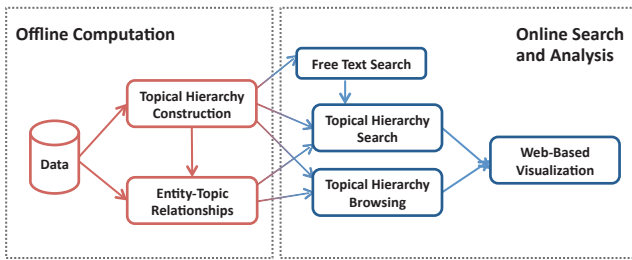 Offline Computation
Online Search
and Analysis
Free Text Search
Topical Hierarchy
Construction
Topical Hierarchy
Search
Data
Web-Based
Visualization
Entity-Topic
Relationships
Topical Hierarchy
Browsing